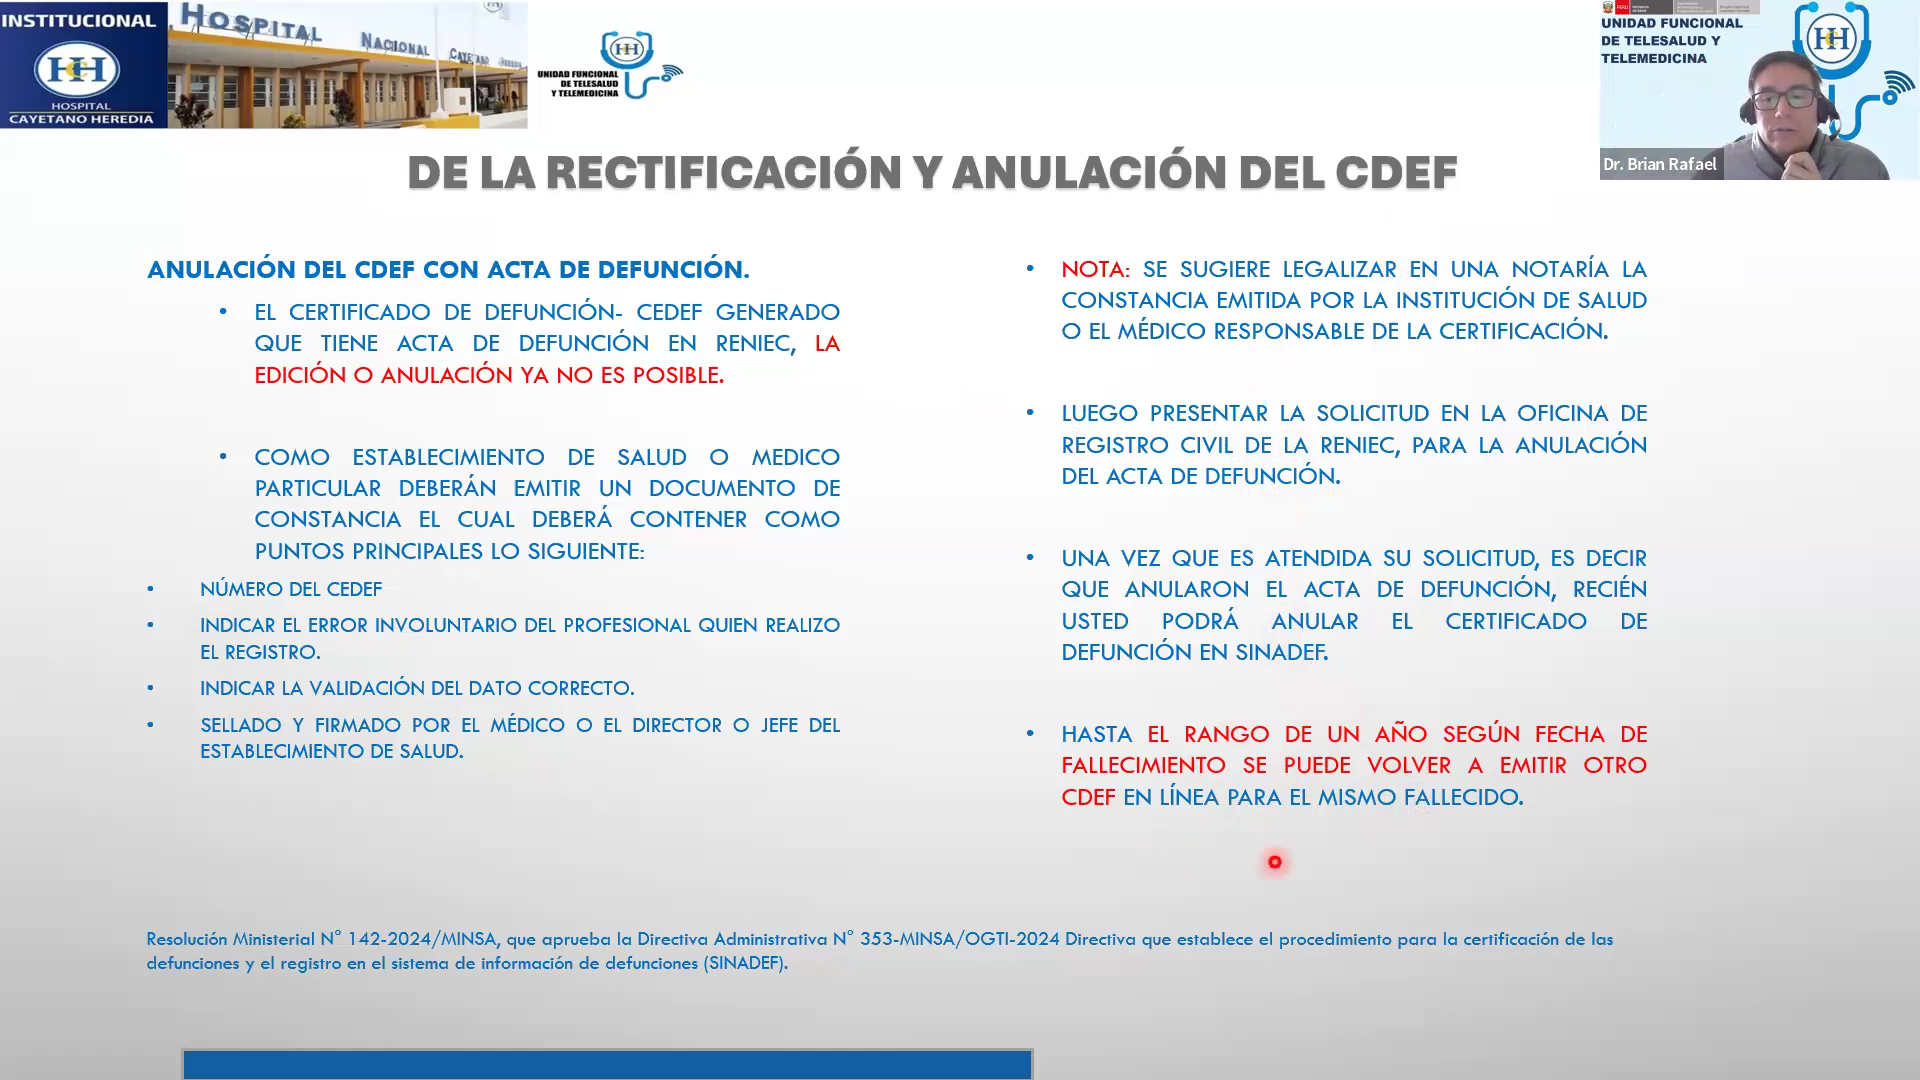 INSTITUCIONAL
HOSPITAL
CAYETANO HEREDIA
HOSPITAL NACIONAL CAYETANO HEREDIA
UNIDAD FUNCIONAL
DE TELESALUD
Y TELEMEDICINA
UNIDAD FUNCIONAL
DE TELESALUD Y
TELEMEDICINA
Dr. Brian Rafael
DE LA RECTIFICACIÓN Y ANULACIÓN DEL CDEF
ANULACIÓN DEL CDEF CON ACTA DE DEFUNCIÓN.
• EL CERTIFICADO DE DEFUNCIÓN- CEDEF GENERADO
QUE TIENE ACTA DE DEFUNCIÓN EN RENIEC, LA
EDICIÓN O ANULACIÓN YA NO ES POSIBLE.
• COMO ESTABLECIMIENTO DE SALUD O MEDICO
PARTICULAR DEBERÁN EMITIR UN DOCUMENTO DE
CONSTANCIA EL CUAL DEBERÁ CONTENER COMO
PUNTOS PRINCIPALES LO SIGUIENTE:
• NÚMERO DEL CEDEF
• INDICAR EL ERROR INVOLUNTARIO DEL PROFESIONAL QUIEN REALIZO
EL REGISTRO.
• INDICAR LA VALIDACIÓN DEL DATO CORRECTO.
• SELLADO Y FIRMADO POR EL MÉDICO O EL DIRECTOR O JEFE DEL
ESTABLECIMIENTO DE SALUD.
• NOTA: SE SUGIERE LEGALIZAR EN UNA NOTARÍA LA
CONSTANCIA EMITIDA POR LA INSTITUCIÓN DE SALUD
O EL MÉDICO RESPONSABLE DE LA CERTIFICACIÓN.
• LUEGO PRESENTAR LA SOLICITUD EN LA OFICINA DE
REGISTRO CIVIL DE LA RENIEC, PARA LA ANULACIÓN
DEL ACTA DE DEFUNCIÓN.
• UNA VEZ QUE ES ATENDIDA SU SOLICITUD, ES DECIR
QUE ANULARON EL ACTA DE DEFUNCIÓN, RECIÉN
USTED PODRÁ ANULAR EL CERTIFICADO DE
DEFUNCIÓN EN SINADEF.
• HASTA EL RANGO DE UN AÑO SEGÚN FECHA DE
FALLECIMIENTO SE PUEDE VOLVER A EMITIR OTRO
CDEF EN LÍNEA PARA EL MISMO FALLECIDO.
Resolución Ministerial N° 142-2024/MINSA, que aprueba la Directiva Administrativa N° 353-MINSA/OGTI-2024 Directiva que establece el procedimiento para la certificación de las
defunciones y el registro en el sistema de información de defunciones (SINADEF).